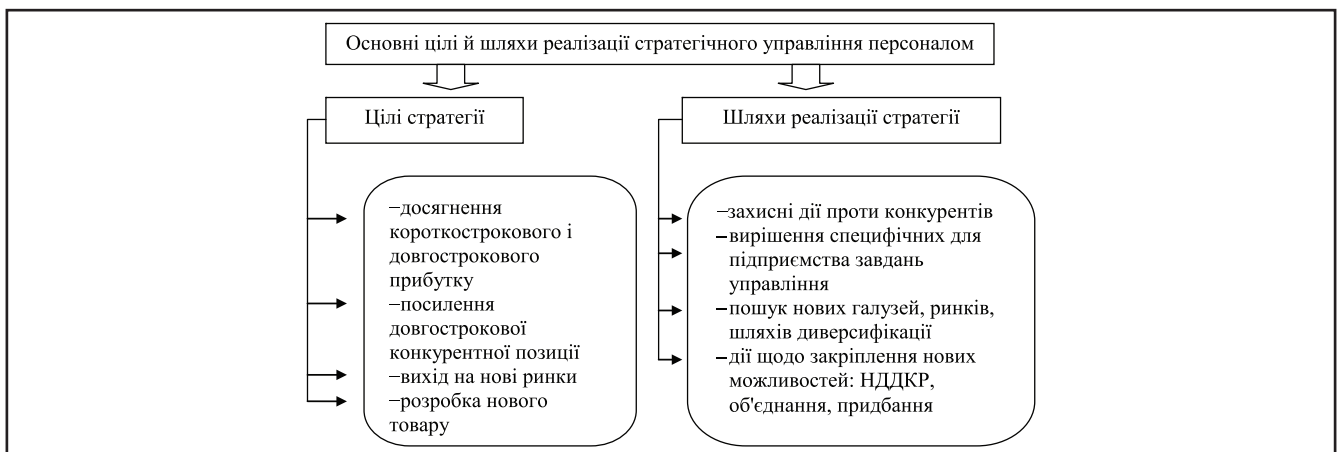 Основні цілі й шляхи реалізації стратегічного управління персоналом
Цілі стратегії
Шляхи реалізації стратегії
–досягнення
короткострокового і
довгострокового
прибутку
–посилення
довгострокової
конкурентної позиції
–вихід на нові ринки
–розробка нового
товару
–захисні дії проти конкурентів
–вирішення специфічних для
підприємства завдань
управління
–пошук нових галузей, ринків,
шляхів диверсифікації
–дії щодо закріплення нових
можливостей: НДДКР,
об'єднання, придбання